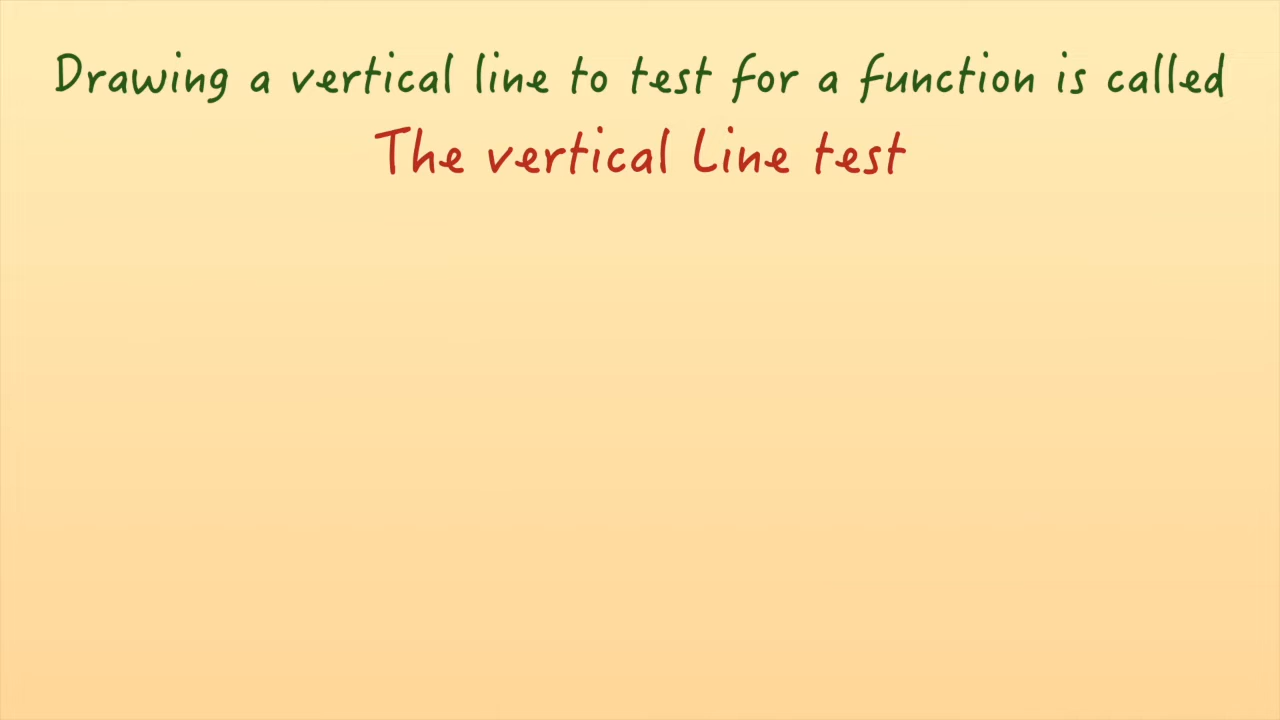 Drawing a vertical line to test for a function is called
The vertical Line test